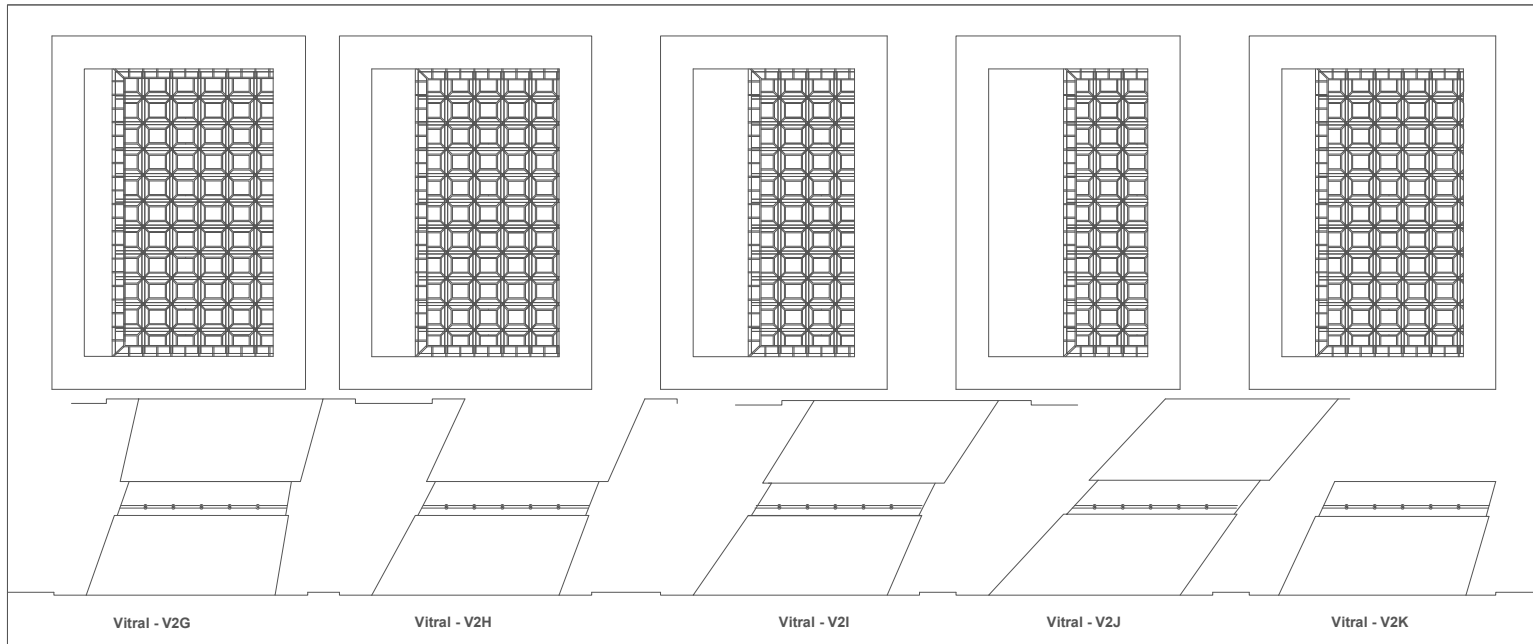 Vitral - V2G
Vitral - V2H
Vitral - V2I
Vitral - V2J
Vitral - V2K